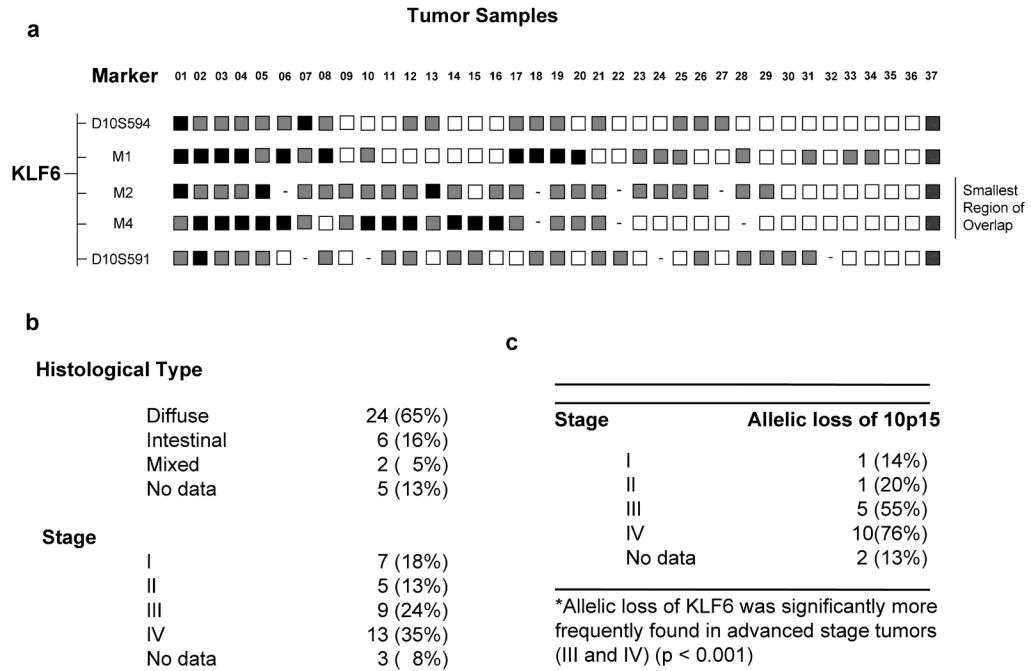 Tumor Samples
a
Marker 01 02 03 04 05 06 07 08 09 10 11 12 13 14 15 16 17 18 19 20 21 22 23 24 25 26 27 28 29 30 31 32 33 34 35 36 37
D10S594
M1
KLF6
M2 - - - -
M4 - - -
D10S591 - - - -
Smallest
Region of
Overlap
b
Histological Type
Diffuse 24 (65%)
Intestinal 6 (16%)
Mixed 2 ( 5%)
No data 5 (13%)
Stage
I 7 (18%)
II 5 (13%)
III 9 (24%)
IV 13 (35%)
No data 3 ( 8%)
c
Stage Allelic loss of 10p15
I 1 (14%)
II 1 (20%)
III 5 (55%)
IV 10(76%)
No data 2 (13%)
*Allelic loss of KLF6 was significantly more
frequently found in advanced stage tumors
(III and IV) (p < 0.001)